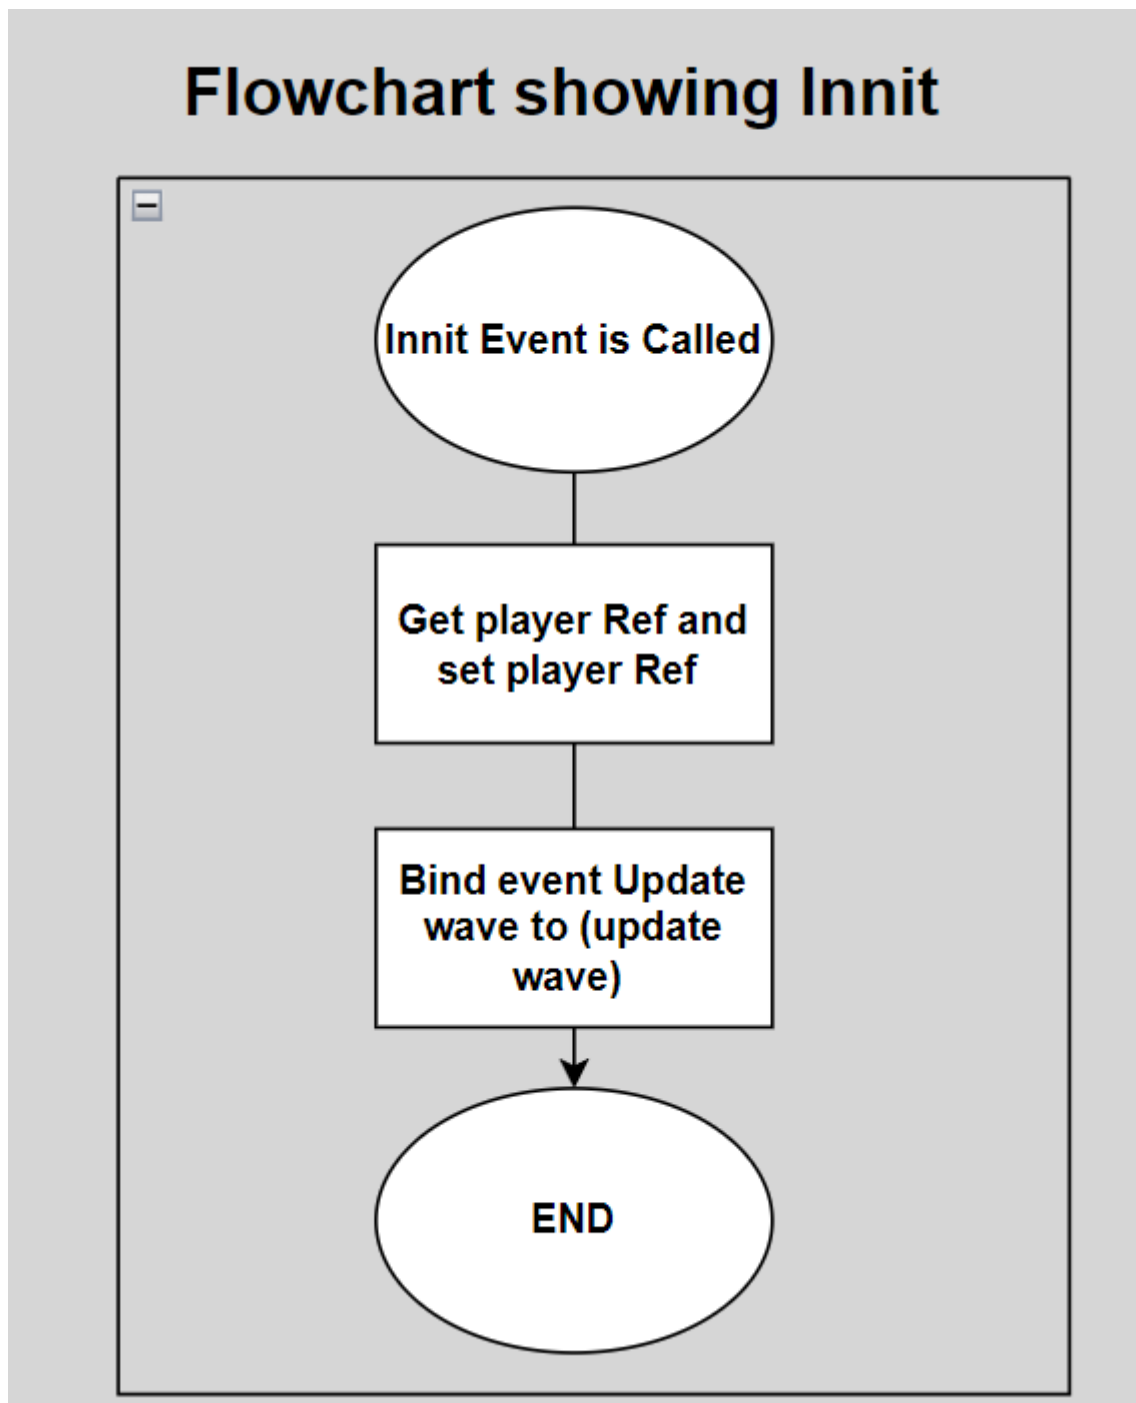 Flowchart showing Innit
Innit Event is Called
Get player Ref and
set player Ref
Bind event Update
wave to (update
wave)
END